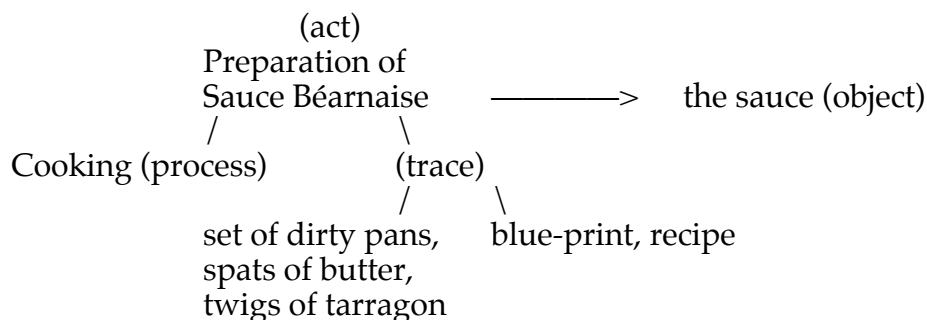 (act)
Preparation of
Sauce Béarnaise ————> the sauce (object)
/ \
Cooking (process) (trace)
/ \
set of dirty pans, blue-print, recipe
spats of butter,
twigs of tarragon